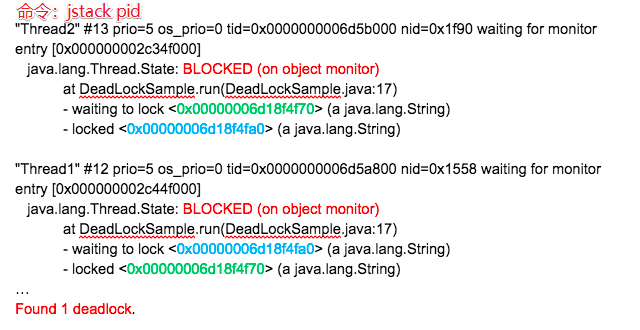 命令：jstack pid
"Thread2" #13 prio=5 os_prio=0 tid=0x0000000006d5b000 nid=0x1f90 waiting for monitor
entry [0x000000002c34f000]
java.lang.Thread.State: BLOCKED (on object monitor)
at DeadLockSample.run(DeadLockSample.java:17)
- waiting to lock <0x00000006d18f4f70> (a java.lang.String)
- locked <0x00000006d18f4fa0> (a java.lang.String)
"Thread1" #12 prio=5 os_prio=0 tid=0x0000000006d5a800 nid=0x1558 waiting for monitor
entry [0x000000002c44f000]
java.lang.Thread.State: BLOCKED (on object monitor)
at DeadLockSample.run(DeadLockSample.java:17)
- waiting to lock <0x00000006d18f4fa0> (a java.lang.String)
- locked <0x00000006d18f4f70> (a java.lang.String)
…
Found 1 deadlock.